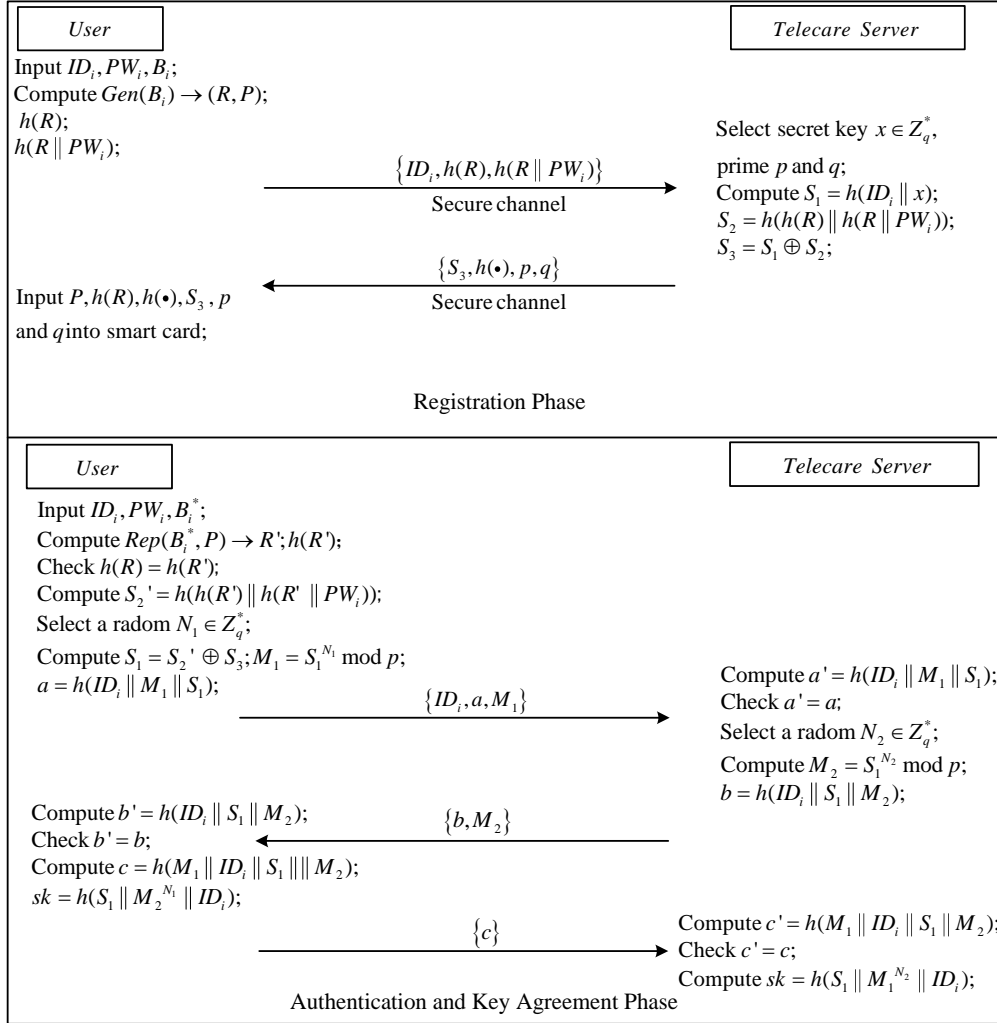 User
Telecare Server
Input ID_i, PW_i, B_i;
Compute Gen(B_i) → (R, P);
h(R);
h(R || PW_i);
Select secret key x ∈ Z_q^*,
prime p and q;
Compute S_1 = h(ID_i || x);
S_2 = h(h(R) || h(R || PW_i));
S_3 = S_1 ⊕ S_2;
{ID_i, h(R), h(R || PW_i)}
Secure channel
{S_3, h(•), p, q}
Secure channel
Input P, h(R), h(•), S_3 , p
and q into smart card;
Registration Phase
User
Telecare Server
Input ID_i, PW_i, B_i^*;
Compute Rep(B_i^*, P) → R'; h(R');
Check h(R) = h(R');
Compute S_2' = h(h(R') || h(R' || PW_i));
Select a radom N_1 ∈ Z_q^*;
Compute S_1 = S_2' ⊕ S_3; M_1 = S_1^{N_1} mod p;
a = h(ID_i || M_1 || S_1);
{ID_i, a, M_1}
Compute a' = h(ID_i || M_1 || S_1);
Check a' = a;
Select a radom N_2 ∈ Z_q^*;
Compute M_2 = S_1^{N_2} mod p;
b = h(ID_i || S_1 || M_2);
{b, M_2}
Compute b' = h(ID_i || S_1 || M_2);
Check b' = b;
Compute c = h(M_1 || ID_i || S_1 |||| M_2);
sk = h(S_1 || M_2^{N_1} || ID_i);
{c}
Compute c' = h(M_1 || ID_i || S_1 || M_2);
Check c' = c;
Compute sk = h(S_1 || M_1^{N_2} || ID_i);
Authentication and Key Agreement Phase